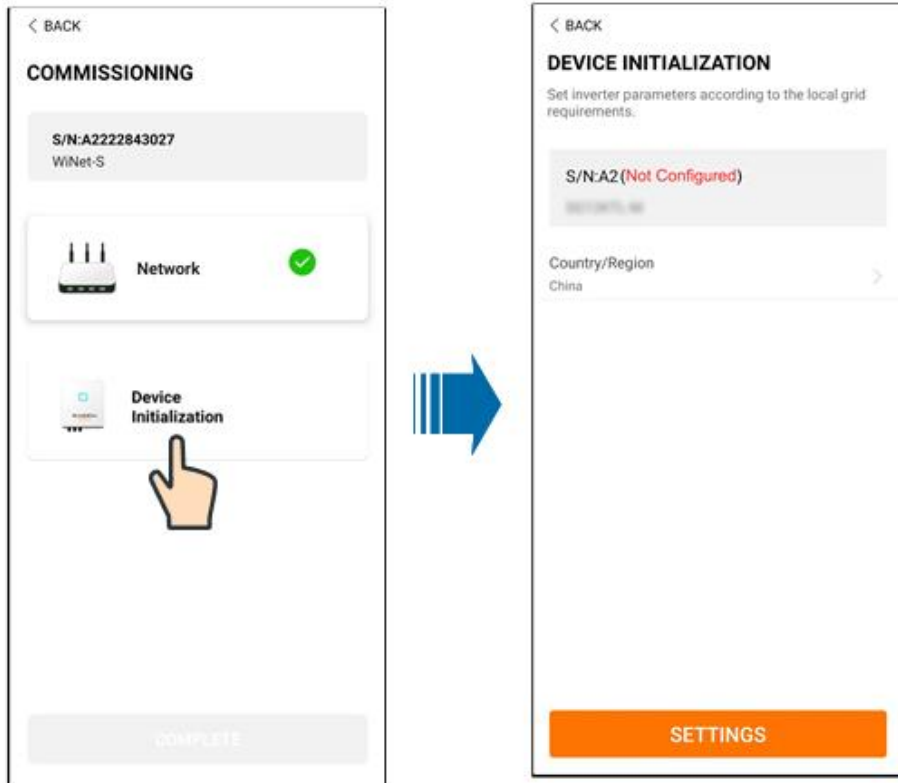 < BACK
COMMISSIONING
S/N:A2222843027
WiNet-S
Network
Device
Initialization
COMPLETE
< BACK
DEVICE INITIALIZATION
Set inverter parameters according to the local grid
requirements.
S/N:A2(Not Configured)
Country/Region
China
SETTINGS